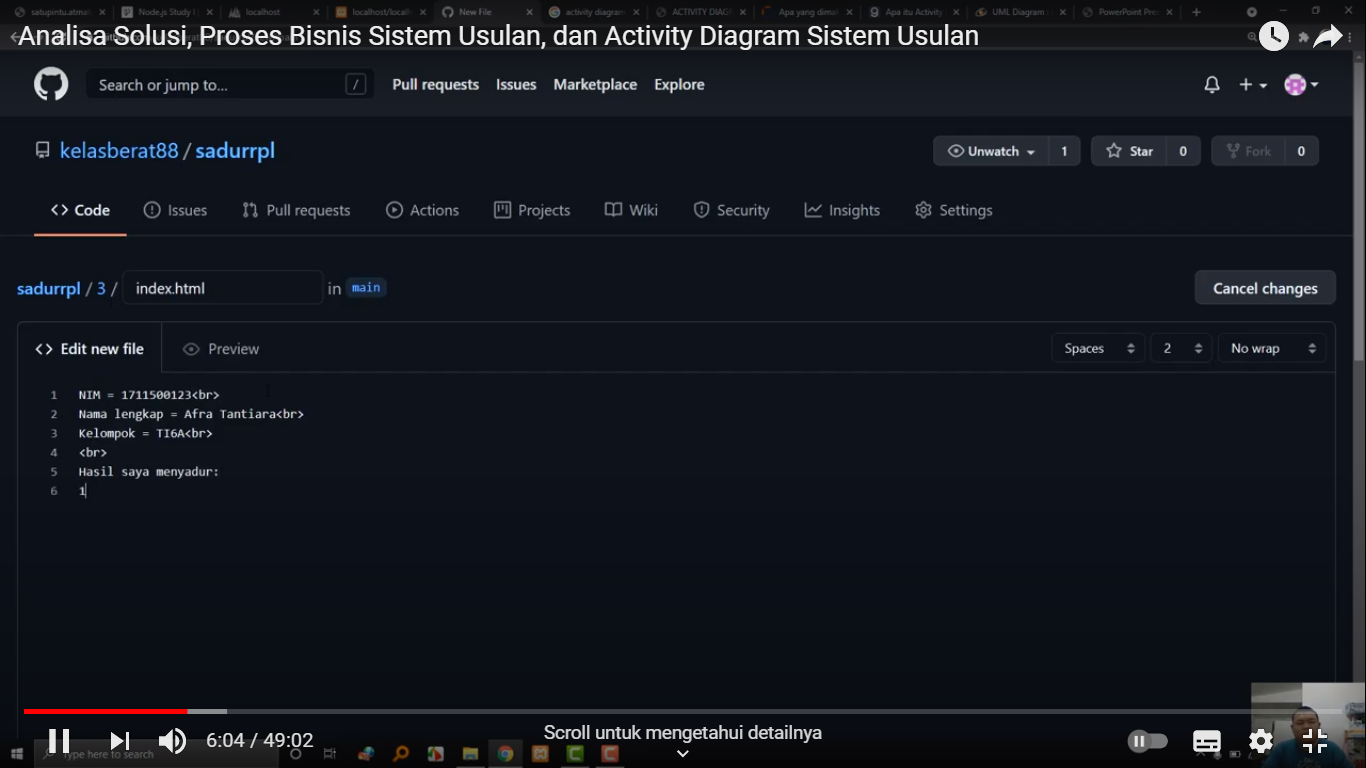 satupintu.atma
Node.js Study
localhost
localhost/local
New File
activity diagram
ACTIVITY DIAG
Apa yang dima
Apa itu Activity
UML Diagram
PowerPoint Pre
Analisa Solusi, Proses Bisnis Sistem Usulan, dan Activity Diagram Sistem Usulan
Search or jump to... /
Pull requests Issues Marketplace Explore
kelasberat88 / sadurrpl
Unwatch 1 Star 0 Fork 0
Code Issues Pull requests Actions Projects Wiki Security Insights Settings
sadurrpl / 3 / index.html in main
Cancel changes
Edit new file Preview
Spaces 2 No wrap
1 NIM = 1711500123<br>
2 Nama lengkap = Afra Tantiara<br>
3 Kelompok = TI6A<br>
4 <br>
5 Hasil saya menyadur:
6 1
Scroll untuk mengetahui detailnya
6:04 / 49:02
Type here to search